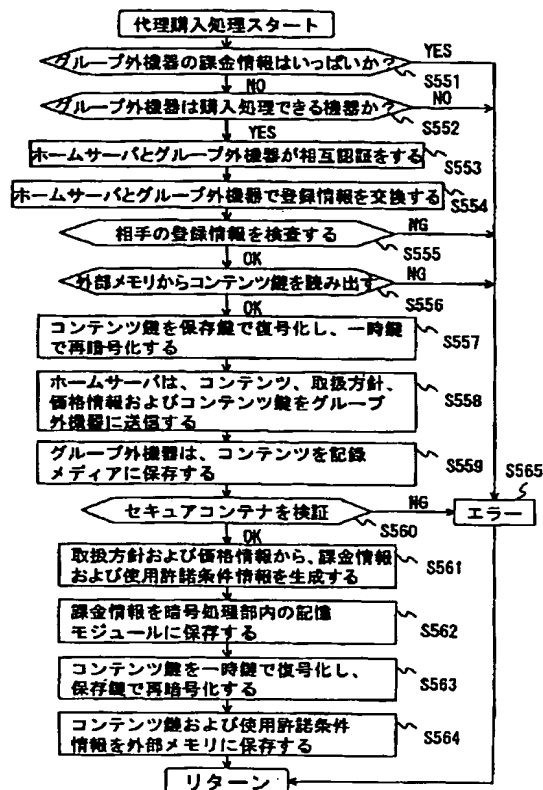 代理購入処理スタート
グループ外機器の課金情報はいっぱいか?
YES
S551
NO
グループ外機器は購入処理できる機器か?
NO
S552
YES
ホームサーバとグループ外機器が相互認証をする
S553
ホームサーバとグループ外機器で登録情報を交換する
S554
相手の登録情報を検査する
NG
S555
OK
外部メモリからコンテンツ鍵を読み出す
NG
S556
OK
コンテンツ鍵を保存鍵で復号化し、一時鍵
で再暗号化する
S557
ホームサーバは、コンテンツ、取扱方針、
価格情報およびコンテンツ鍵をグループ
外機器に送信する
S558
グループ外機器は、コンテンツを記録
メディアに保存する
S559
S565
セキュアコンテナを検証
NG
エラー
S560
OK
取扱方針および価格情報から、課金情報
および使用許諾条件情報を生成する
S561
課金情報を暗号処理部内の記憶
モジュールに保存する
S562
コンテンツ鍵を一時鍵で復号化し、
保存鍵で再暗号化する
S563
コンテンツ鍵および使用許諾条件
情報を外部メモリに保存する
S564
リターン